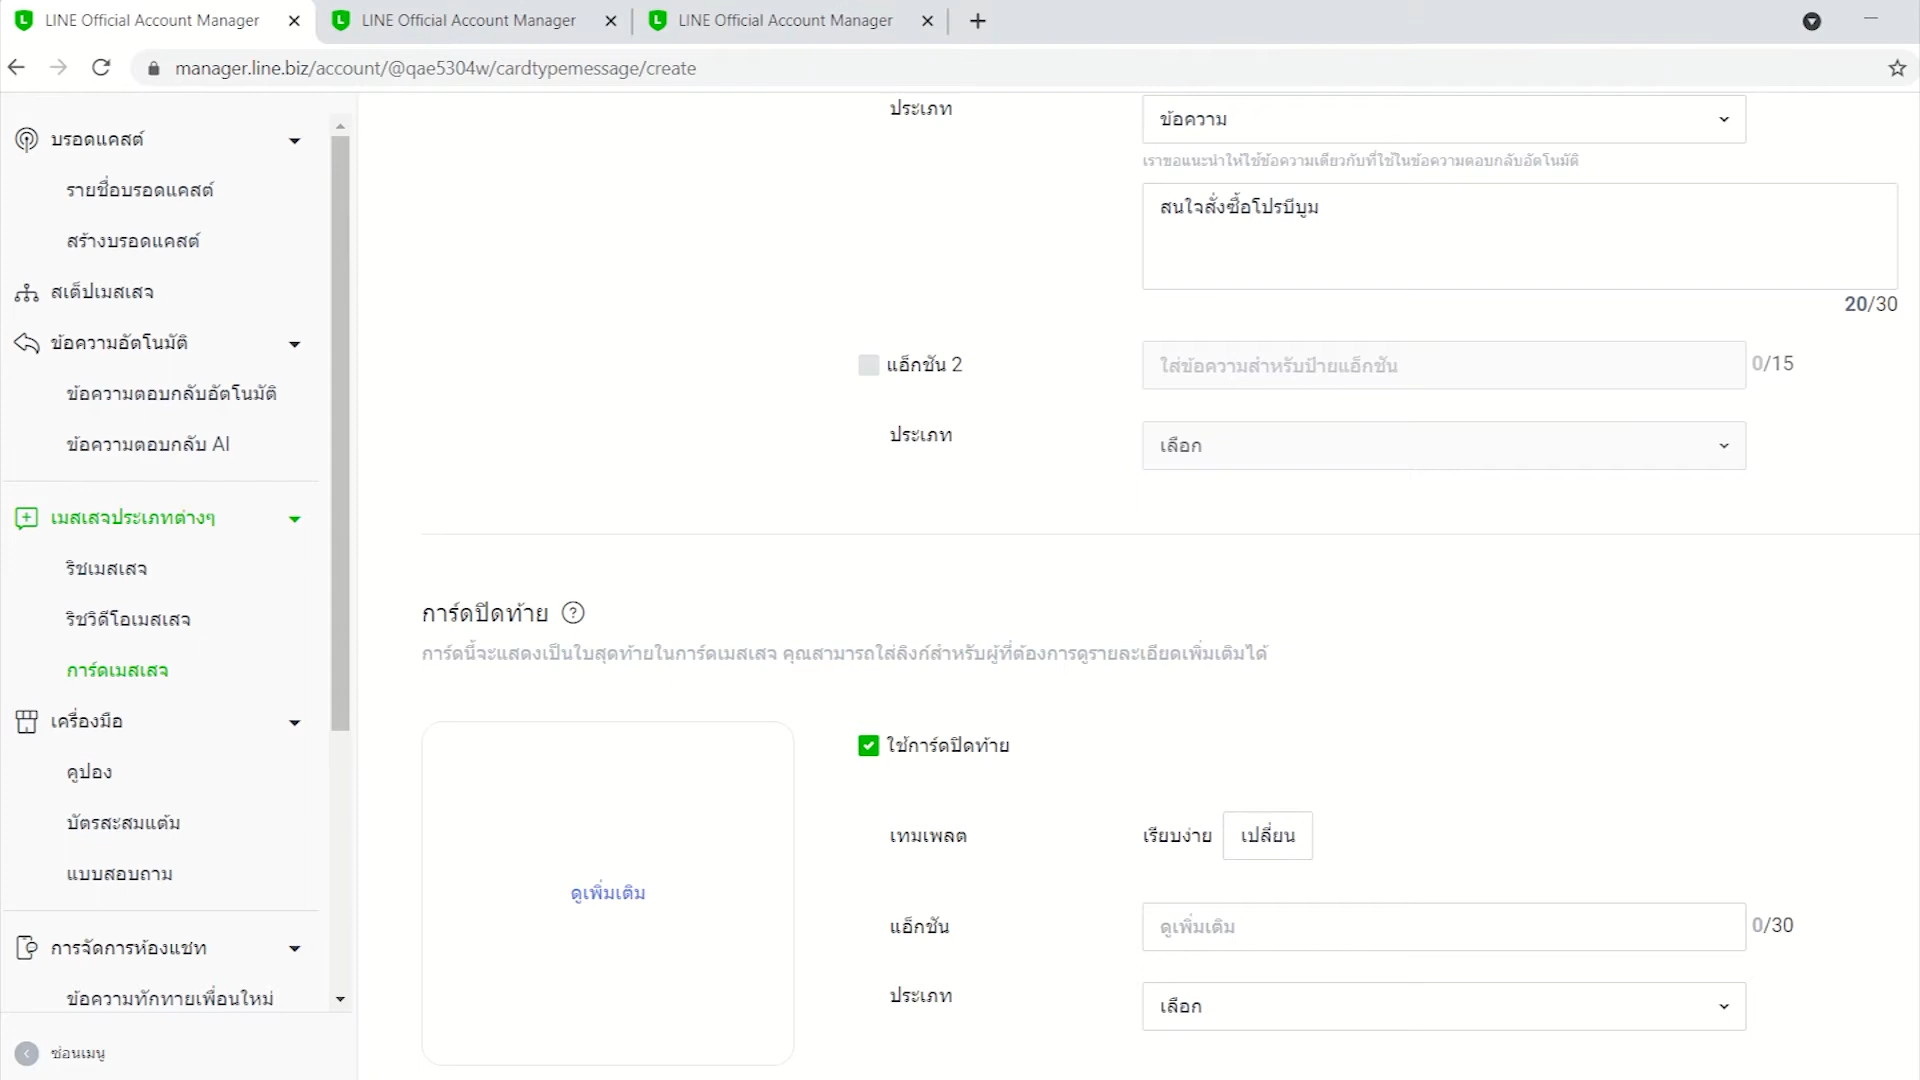 LINE Official Account Manager
LINE Official Account Manager
LINE Official Account Manager
manager.line.biz/account/@qae5304w/cardtypemessage/create
บรอดแคสต์
รายชื่อบรอดแคสต์
สร้างบรอดแคสต์
สเต็ปเมสเสจ
ข้อความอัตโนมัติ
ข้อความตอบกลับอัตโนมัติ
ข้อความตอบกลับ AI
เมสเสจประเภทต่างๆ
ริชเมสเสจ
ริชวิดีโอเมสเสจ
การ์ดเมสเสจ
เครื่องมือ
คูปอง
บัตรสะสมแต้ม
แบบสอบถาม
การจัดการห้องแชท
ข้อความทักทายเพื่อนใหม่
ซ่อนเมนู
ประเภท
ข้อความ
เราขอแนะนำให้ใช้ข้อความเดียวกับที่ใช้ในข้อความตอบกลับอัตโนมัติ
สนใจสั่งซื้อโปรบีบูม
20/30
แอ็กชัน 2
ใส่ข้อความสำหรับป้ายแอ็กชัน
0/15
ประเภท
เลือก
การ์ดปิดท้าย ?
การ์ดนี้จะแสดงเป็นใบสุดท้ายในการ์ดเมสเสจ คุณสามารถใส่ลิงก์สำหรับผู้ที่ต้องการดูรายละเอียดเพิ่มเติมได้
ดูเพิ่มเติม
ใช้การ์ดปิดท้าย
เทมเพลต
เรียบง่าย
เปลี่ยน
แอ็กชัน
ดูเพิ่มเติม
0/30
ประเภท
เลือก